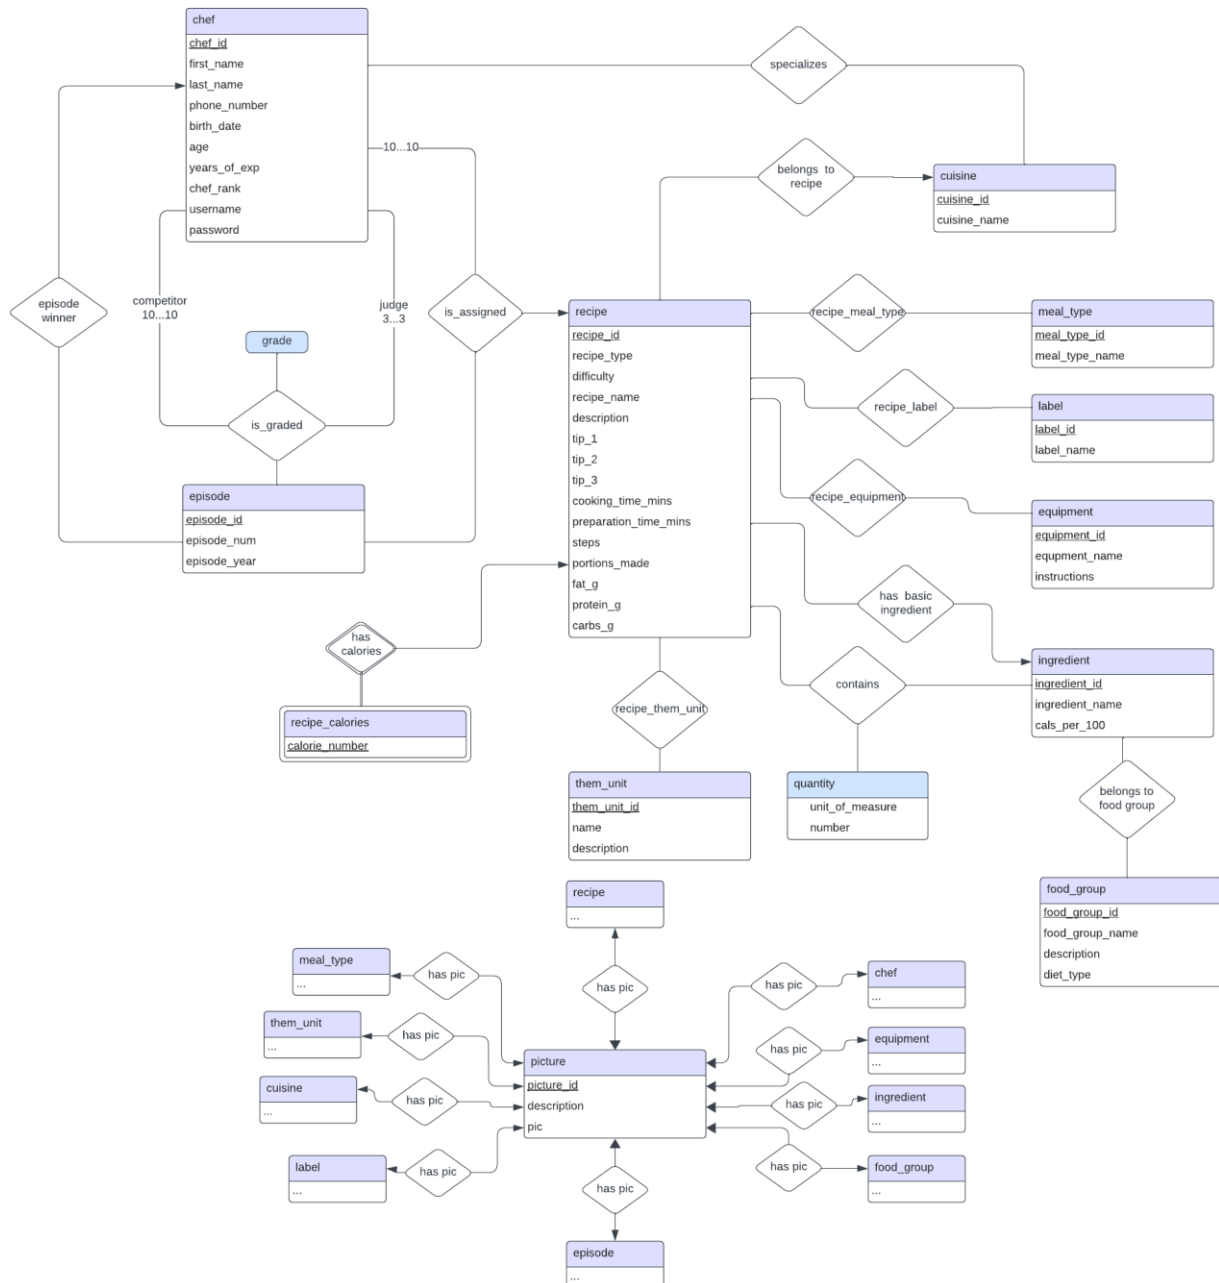 chef
chef_id
first_name
last_name
phone_number
birth_date
age
years_of_exp
chef_rank
username
password
specializes
10...10
belongs to
recipe
cuisine
cuisine_id
cuisine_name
episode
winner
competitor
10...10
judge
3...3
grade
is_graded
is_assigned
episode
episode_id
episode_num
episode_year
recipe
recipe_id
recipe_type
difficulty
recipe_name
description
tip_1
tip_2
tip_3
cooking_time_mins
preparation_time_mins
steps
portions_made
fat_g
protein_g
carbs_g
recipe_meal_type
meal_type
meal_type_id
meal_type_name
recipe_label
label
label_id
label_name
recipe_equipment
equipment
equipment_id
equpment_name
instructions
has basic
ingredient
contains
ingredient
ingredient_id
ingredient_name
cals_per_100
has
calories
recipe_calories
calorie_number
recipe_them_unit
them_unit
them_unit_id
name
description
quantity
unit_of_measure
number
belongs to
food group
food_group
food_group_id
food_group_name
description
diet_type
recipe
...
has pic
meal_type
...
has pic
them_unit
...
has pic
cuisine
...
has pic
label
...
has pic
picture
picture_id
description
pic
has pic
chef
...
has pic
equipment
...
has pic
ingredient
...
has pic
food_group
...
has pic
episode
...